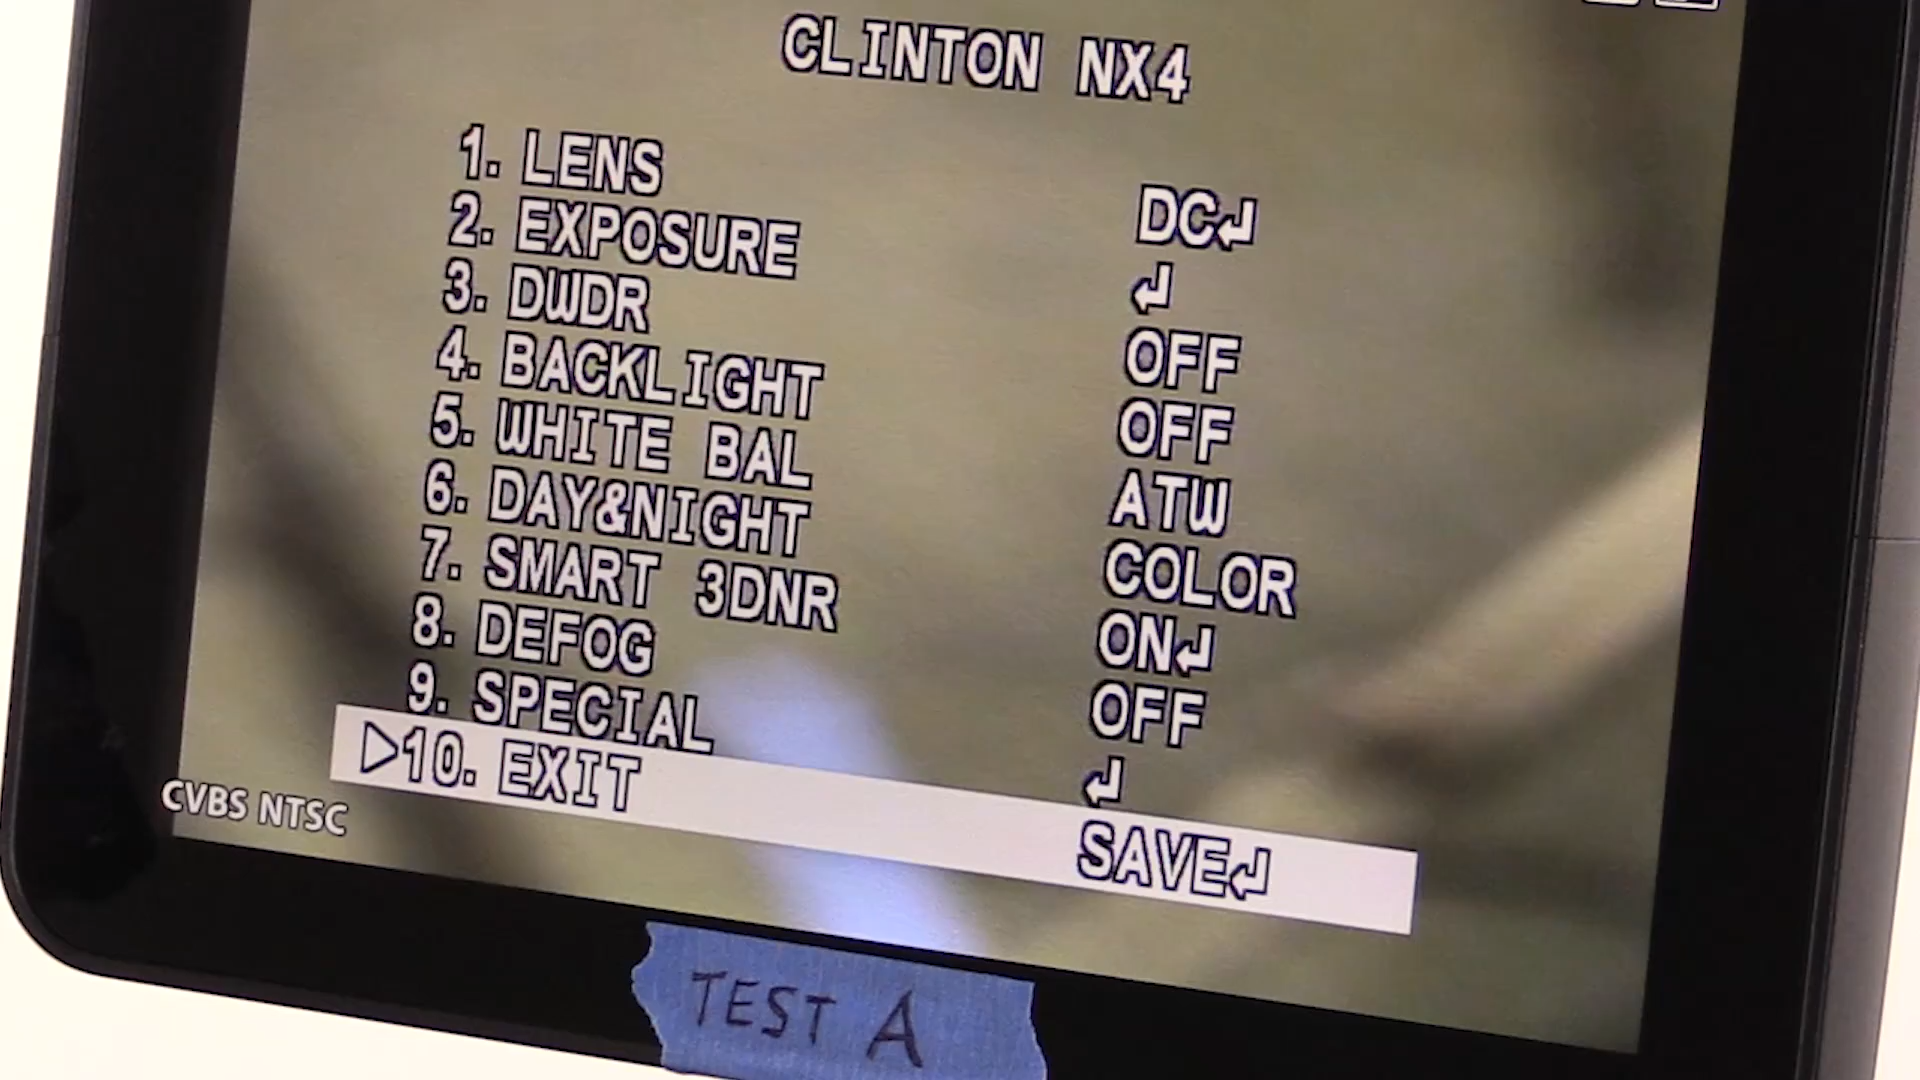 CLINTON NX4
1. LENS DC↲
2. EXPOSURE ↲
3. DWDR OFF
4. BACKLIGHT OFF
5. WHITE BAL ATW
6. DAY&NIGHT COLOR
7. SMART 3DNR ON↲
8. DEFOG OFF
9. SPECIAL ↲
▷10. EXIT SAVE↲
CVBS NTSC
TEST A